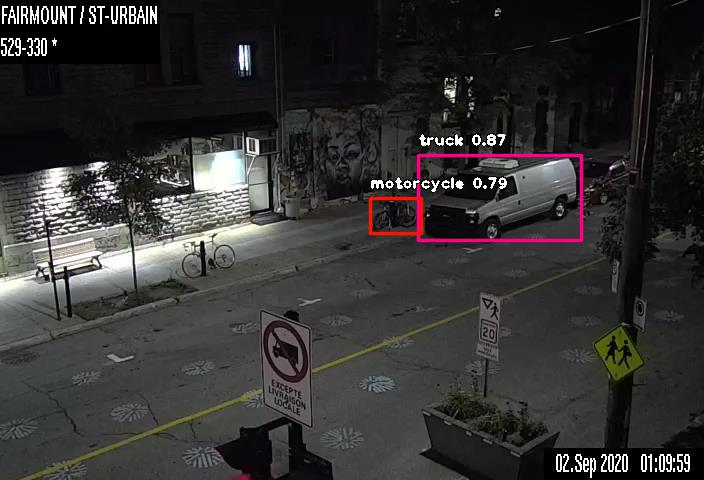 FAIRMOUNT / ST-URBAIN
529-330 *
truck 0.87
motorcycle 0.79
20
EXCEPTÉ
LIVRAISON
LOCALE
02.Sep 2020 01:09:59